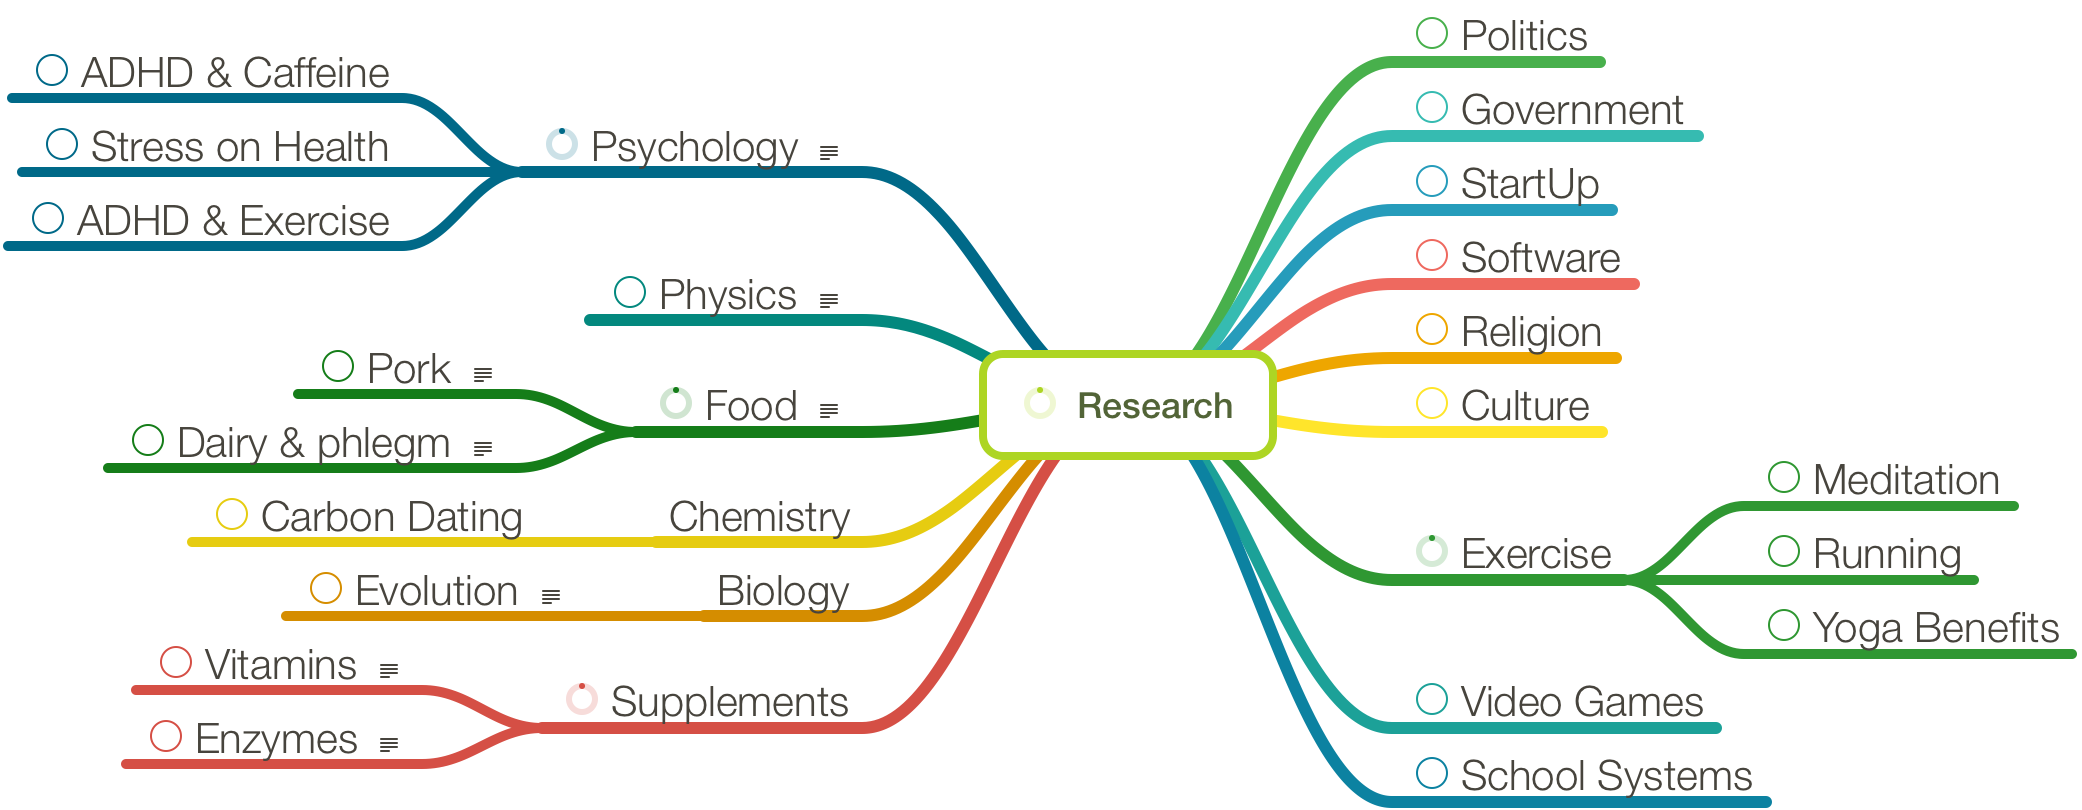 ADHD & Caffeine
Stress on Health
ADHD & Exercise
Psychology
Physics
Pork
Dairy & phlegm
Food
Carbon Dating
Chemistry
Evolution
Biology
Vitamins
Enzymes
Supplements
Research
Politics
Government
StartUp
Software
Religion
Culture
Exercise
Meditation
Running
Yoga Benefits
Video Games
School Systems